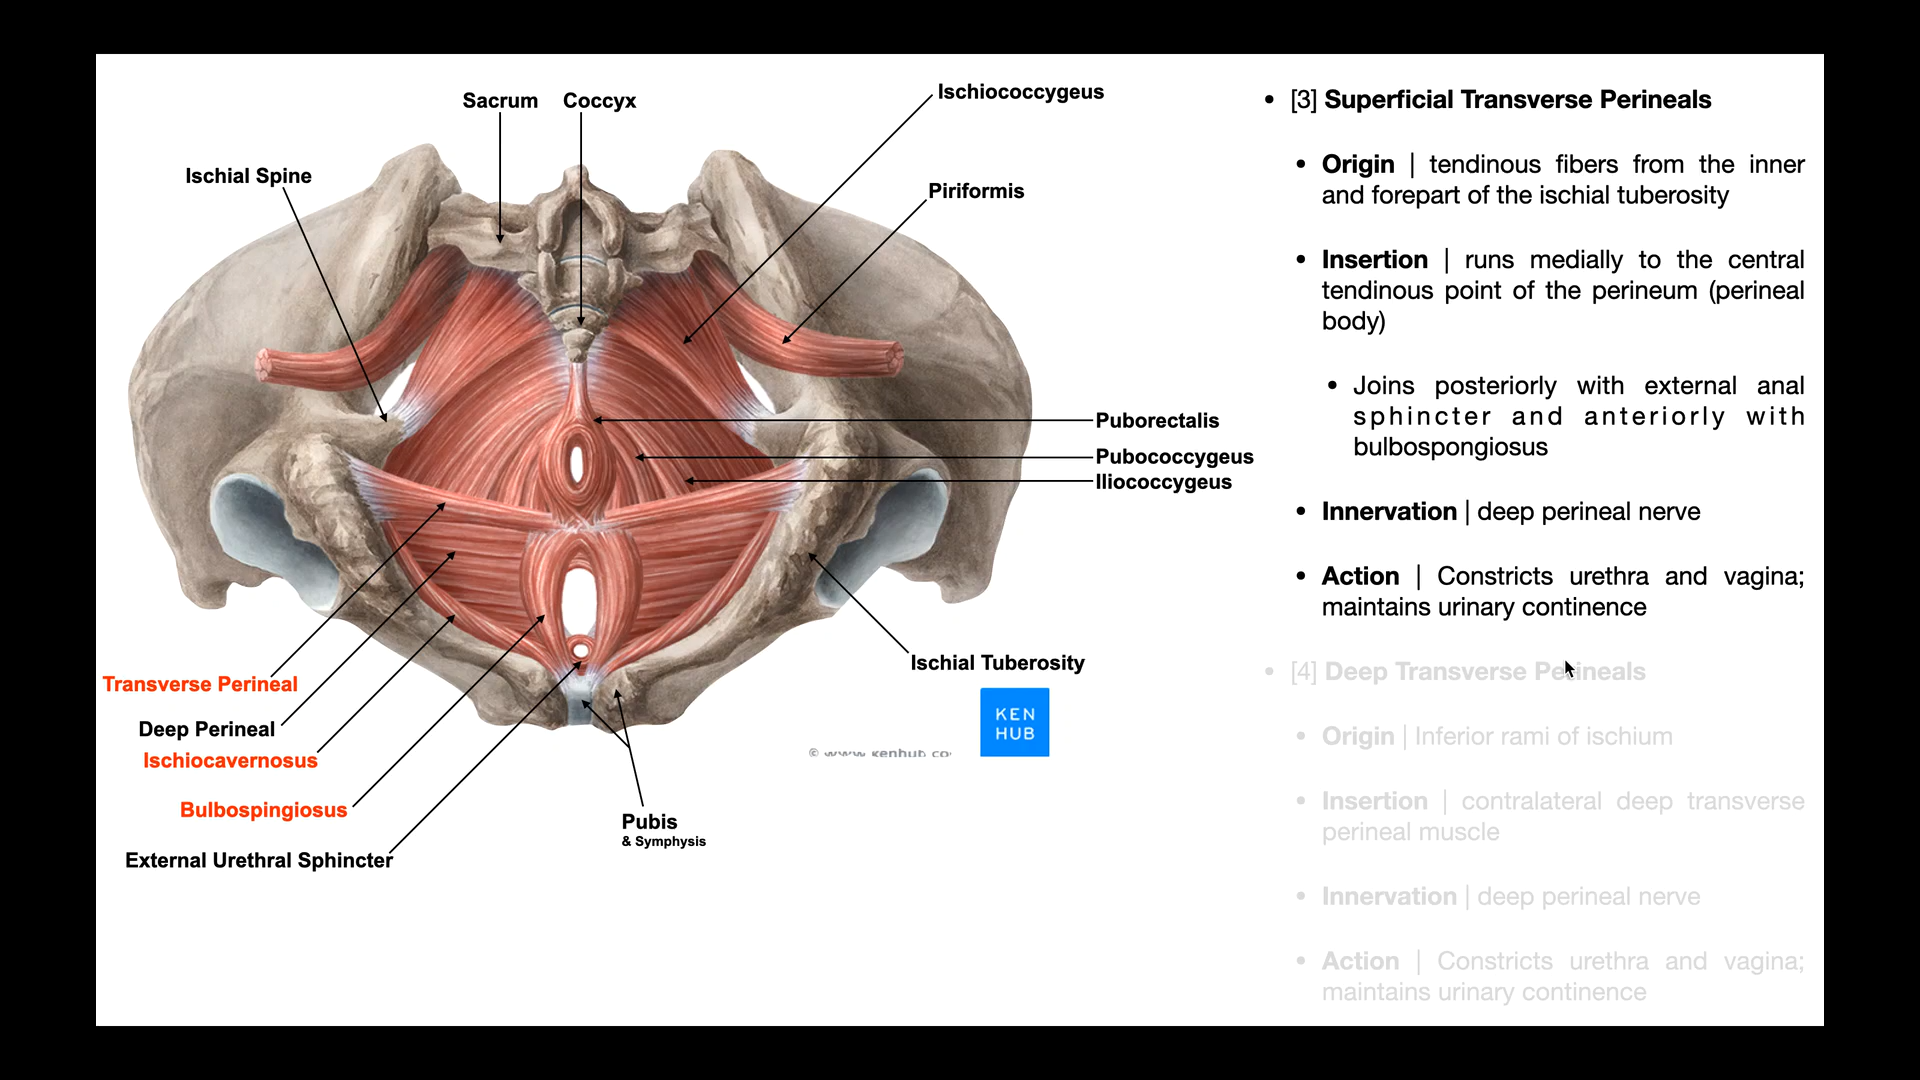 Sacrum Coccyx
Ischiococcygeus
Ischial Spine
Piriformis
Puborectalis
Pubococcygeus
Iliococcygeus
Ischial Tuberosity
Transverse Perineal
Deep Perineal
Ischiocavernosus
Bulbospingiosus
External Urethral Sphincter
Pubis
& Symphysis
KEN
HUB
© www.kenhub.co
• [3] Superficial Transverse Perineals
• Origin | tendinous fibers from the inner
and forepart of the ischial tuberosity
• Insertion | runs medially to the central
tendinous point of the perineum (perineal
body)
• Joins posteriorly with external anal
sphincter and anteriorly with
bulbospongiosus
• Innervation | deep perineal nerve
• Action | Constricts urethra and vagina;
maintains urinary continence
• [4] Deep Transverse Perineals
• Origin | Inferior rami of ischium
• Insertion | contralateral deep transverse
perineal muscle
• Innervation | deep perineal nerve
• Action | Constricts urethra and vagina;
maintains urinary continence